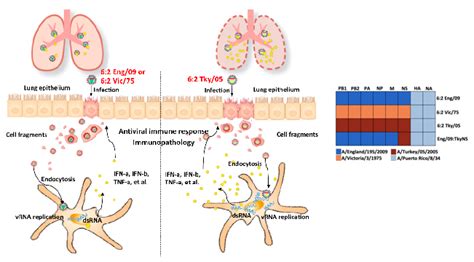 6:2 Eng/09 or
6:2 Vic/75
Lung epithelium
Infection
Cell fragments
Endocytosis
IFN-a, IFN-b,
TNF-a, et al
vRNA replication
dsRNA
Antiviral immune response
Immunopathology
6:2 Tky/05
Infection
Lung epithelium
Cell fragments
Endocytosis
IFN-a, IFN-b,
TNF-a, et al.
dsRNA
vRNA replication
PB1 PB2 PA NP M NS HA NA
6:2 Eng/09
6:2 Vic/75
6:2 Tky/05
Eng/09:TkyNS
A/England/195/2009 A/Turkey/05/2005
A/Victoria/3/1975 A/Puerto Rico/8/34